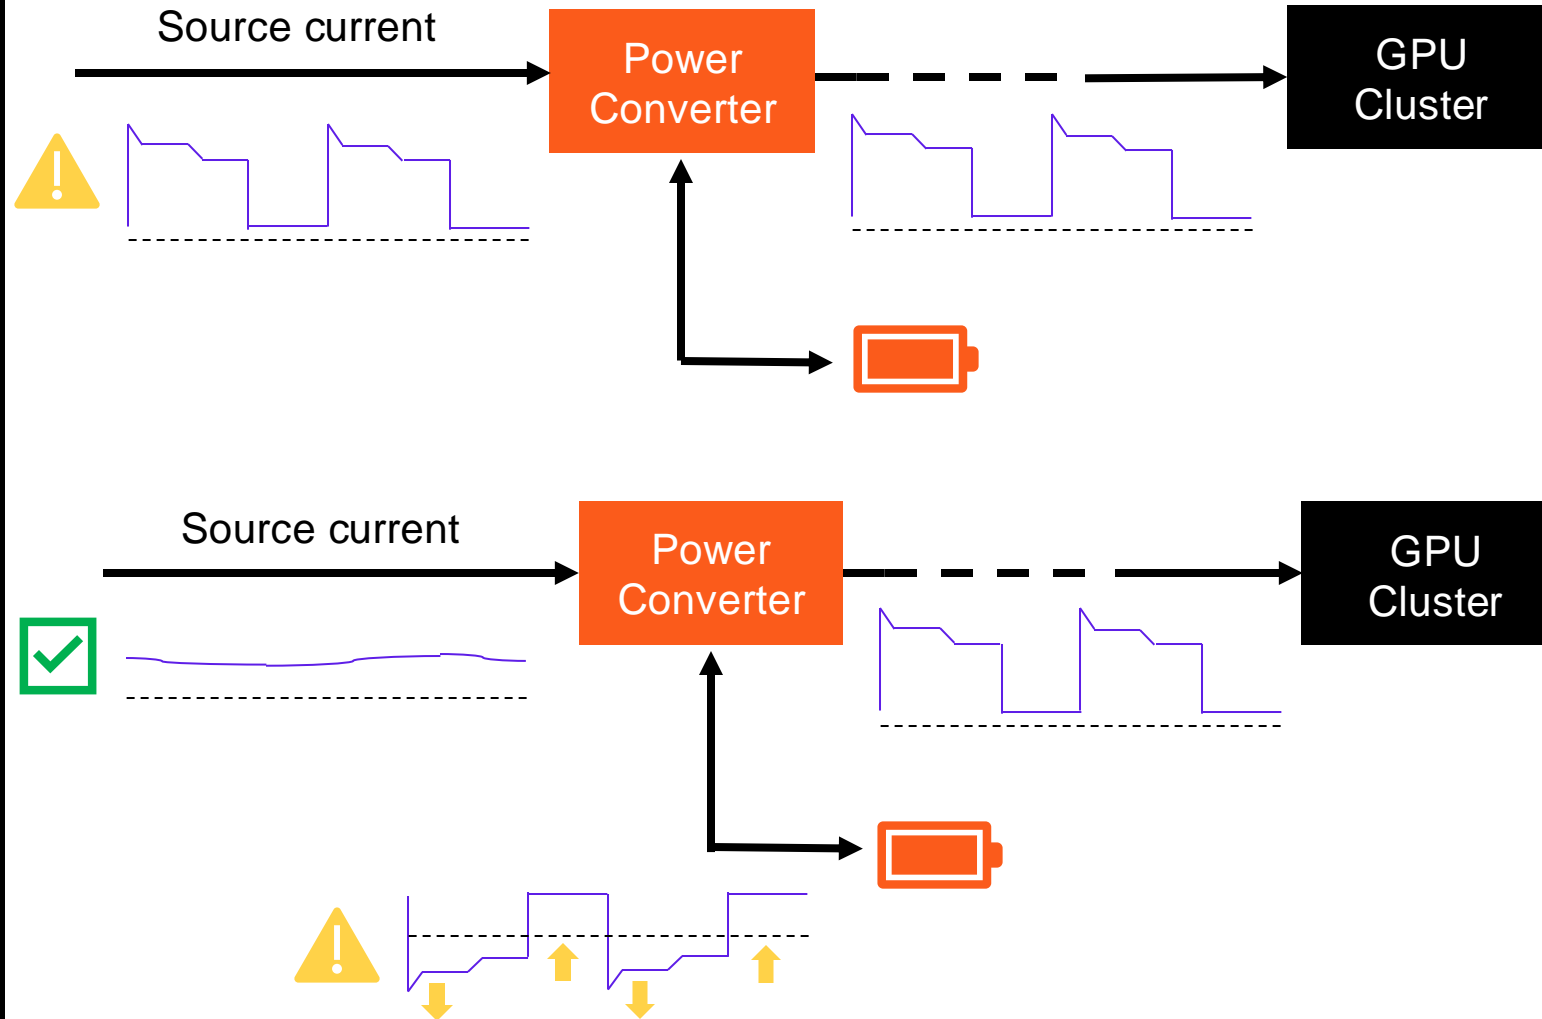 Source current
Power
Converter
GPU
Cluster
Source current
Power
Converter
GPU
Cluster